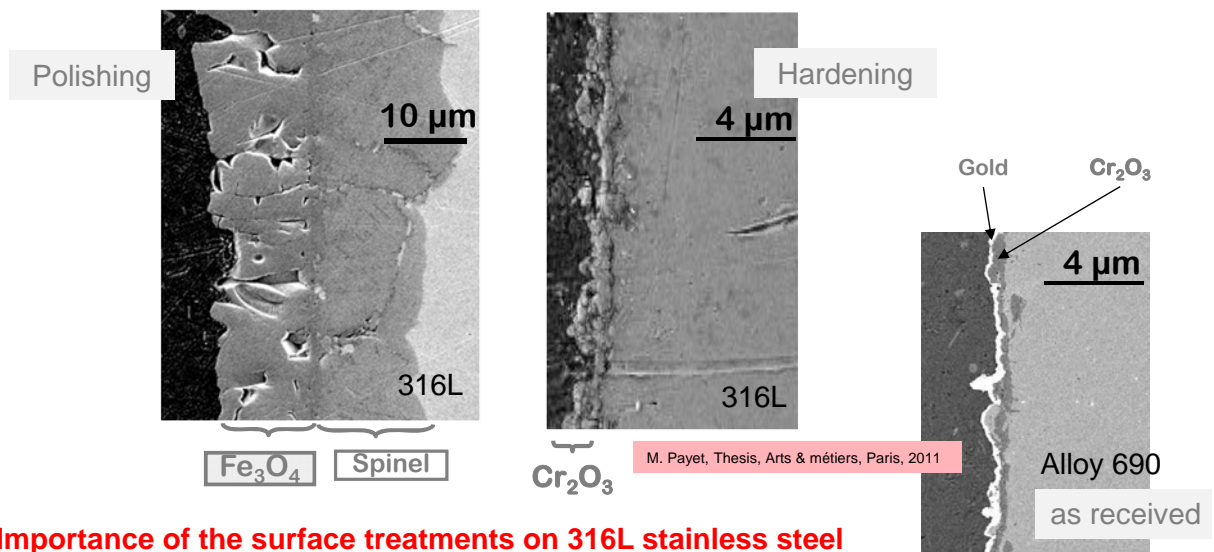 Polishing
10 µm
316L
Fe₃O₄
Spinel
Hardening
4 µm
316L
Cr₂O₃
M. Payet, Thesis, Arts & métiers, Paris, 2011
Gold
Cr₂O₃
4 µm
Alloy 690
as received
Importance of the surface treatments on 316L stainless steel